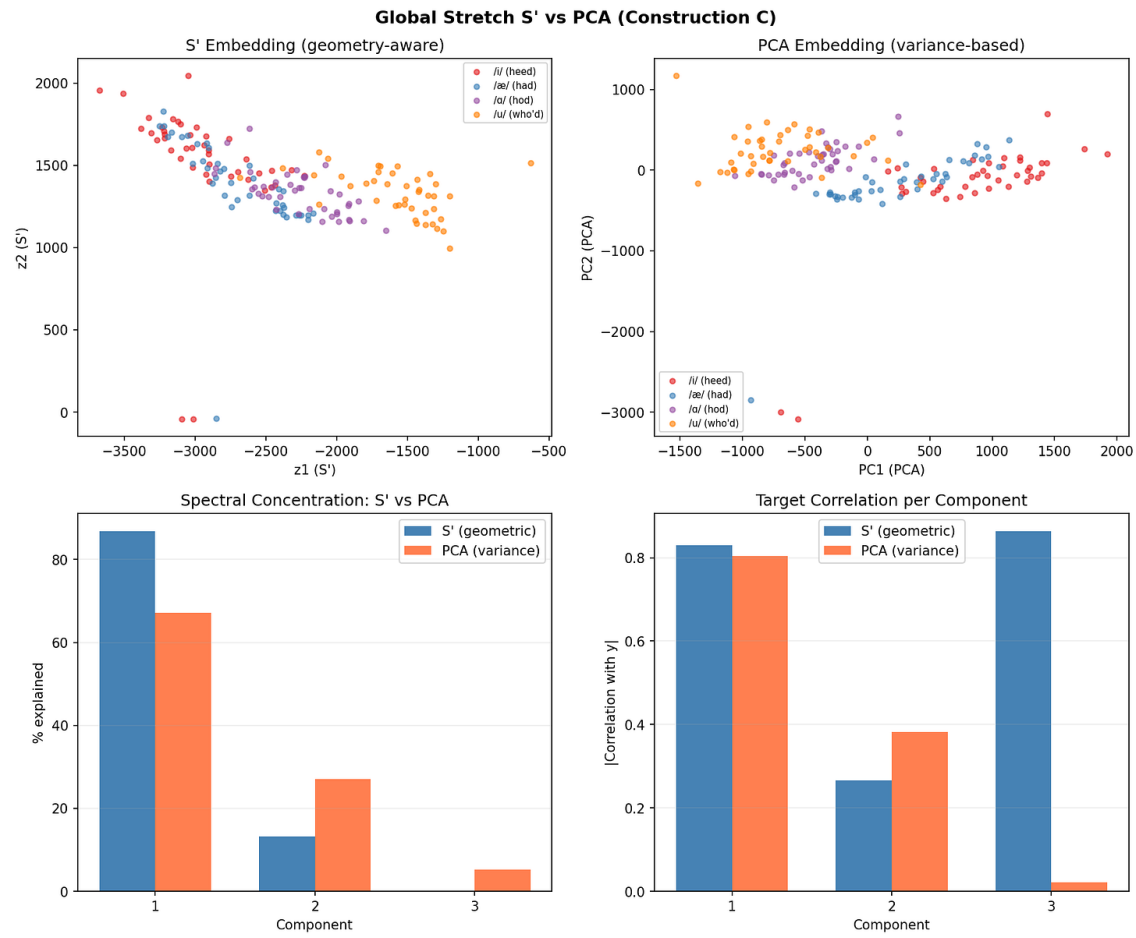 Global Stretch S' vs PCA (Construction C)
S' Embedding (geometry-aware)
2000
1500
1000
500
0
z2 (S')
/i/ (heed)
/æ/ (had)
/ɑ/ (hod)
/u/ (who'd)
−3500 −3000 −2500 −2000 −1500 −1000 −500
z1 (S')
PCA Embedding (variance-based)
1000
0
−1000
−2000
−3000
PC2 (PCA)
/i/ (heed)
/æ/ (had)
/ɑ/ (hod)
/u/ (who'd)
−1500 −1000 −500 0 500 1000 1500 2000
PC1 (PCA)
Spectral Concentration: S' vs PCA
S' (geometric)
PCA (variance)
80
60
40
20
0
% explained
1 2 3
Component
Target Correlation per Component
S' (geometric)
PCA (variance)
0.8
0.6
0.4
0.2
0.0
|Correlation with y|
1 2 3
Component